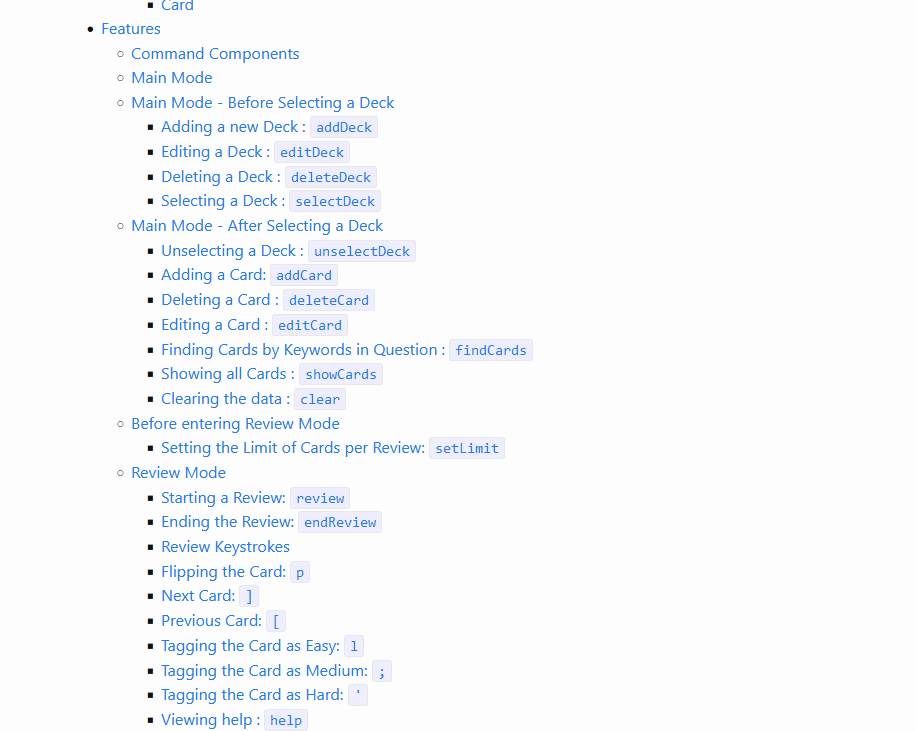 Card
Features
Command Components
Main Mode
Main Mode - Before Selecting a Deck
Adding a new Deck : addDeck
Editing a Deck : editDeck
Deleting a Deck : deleteDeck
Selecting a Deck : selectDeck
Main Mode - After Selecting a Deck
Unselecting a Deck : unselectDeck
Adding a Card: addCard
Deleting a Card : deleteCard
Editing a Card : editCard
Finding Cards by Keywords in Question : findCards
Showing all Cards : showCards
Clearing the data : clear
Before entering Review Mode
Setting the Limit of Cards per Review: setLimit
Review Mode
Starting a Review: review
Ending the Review: endReview
Review Keystrokes
Flipping the Card: p
Next Card: ]
Previous Card: [
Tagging the Card as Easy: l
Tagging the Card as Medium: ;
Tagging the Card as Hard: '
Viewing help : help